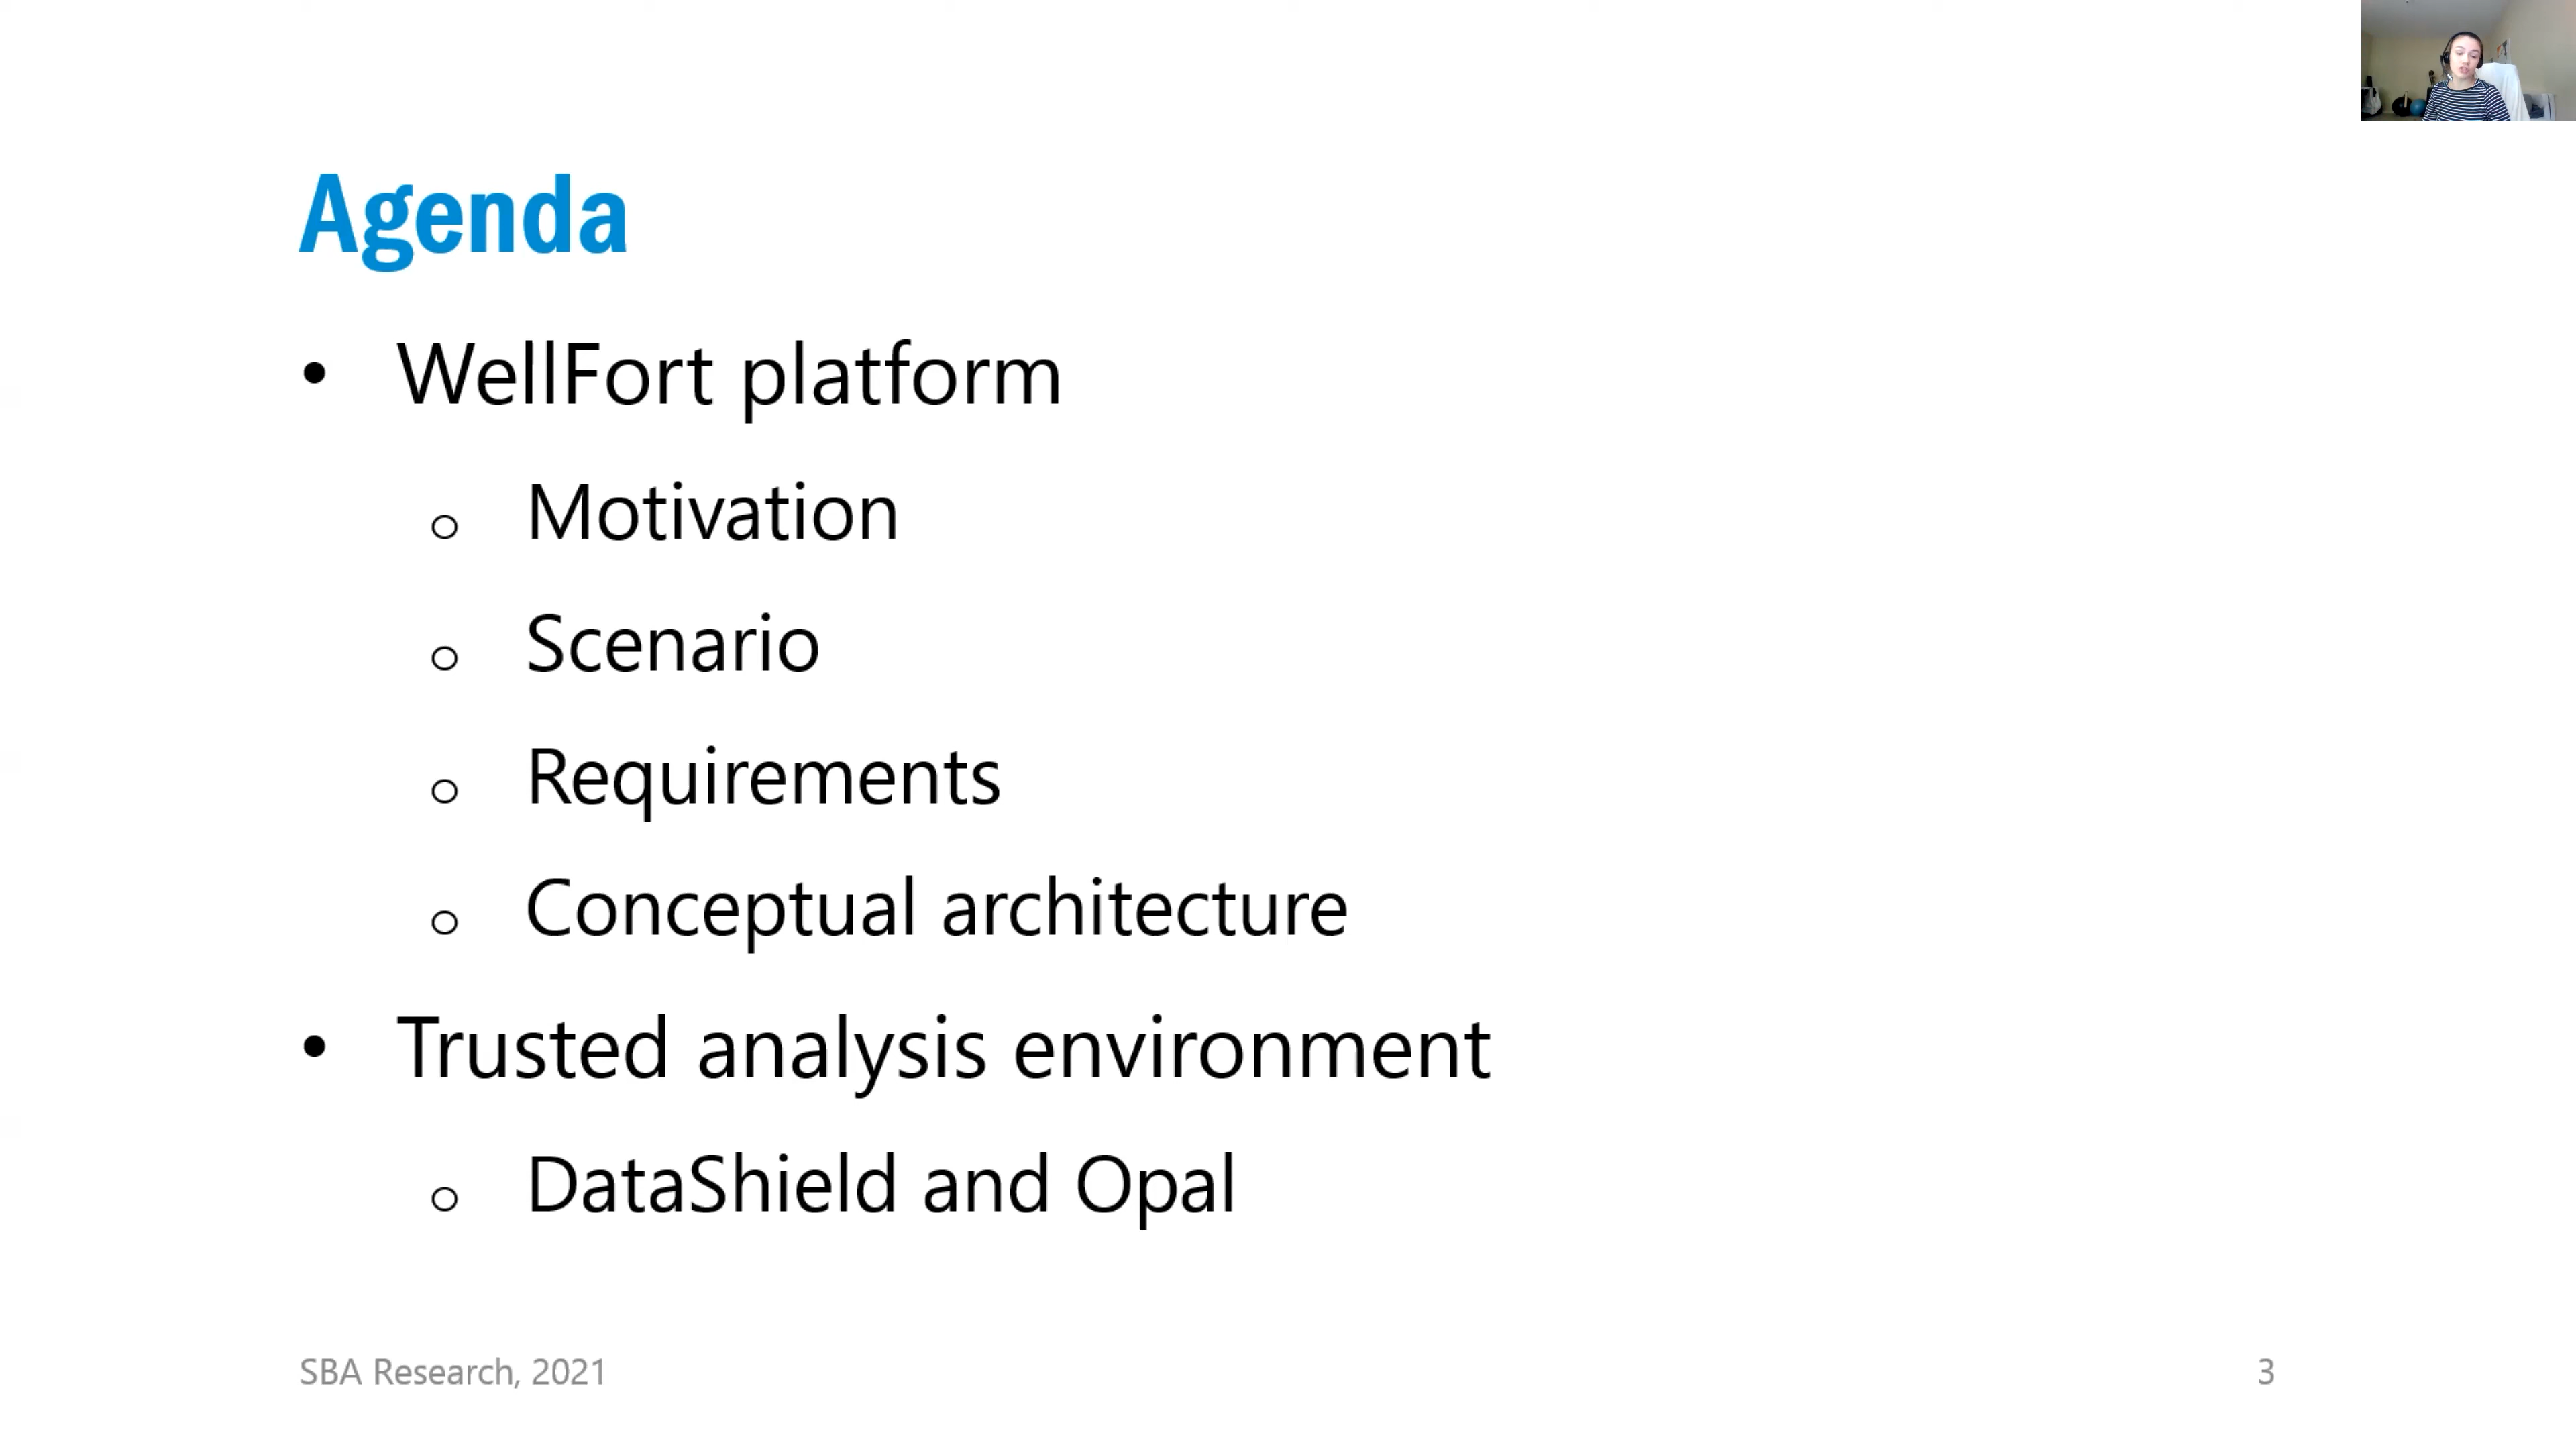 Agenda
• WellFort platform
o Motivation
o Scenario
o Requirements
o Conceptual architecture
• Trusted analysis environment
o DataShield and Opal
SBA Research, 2021
3